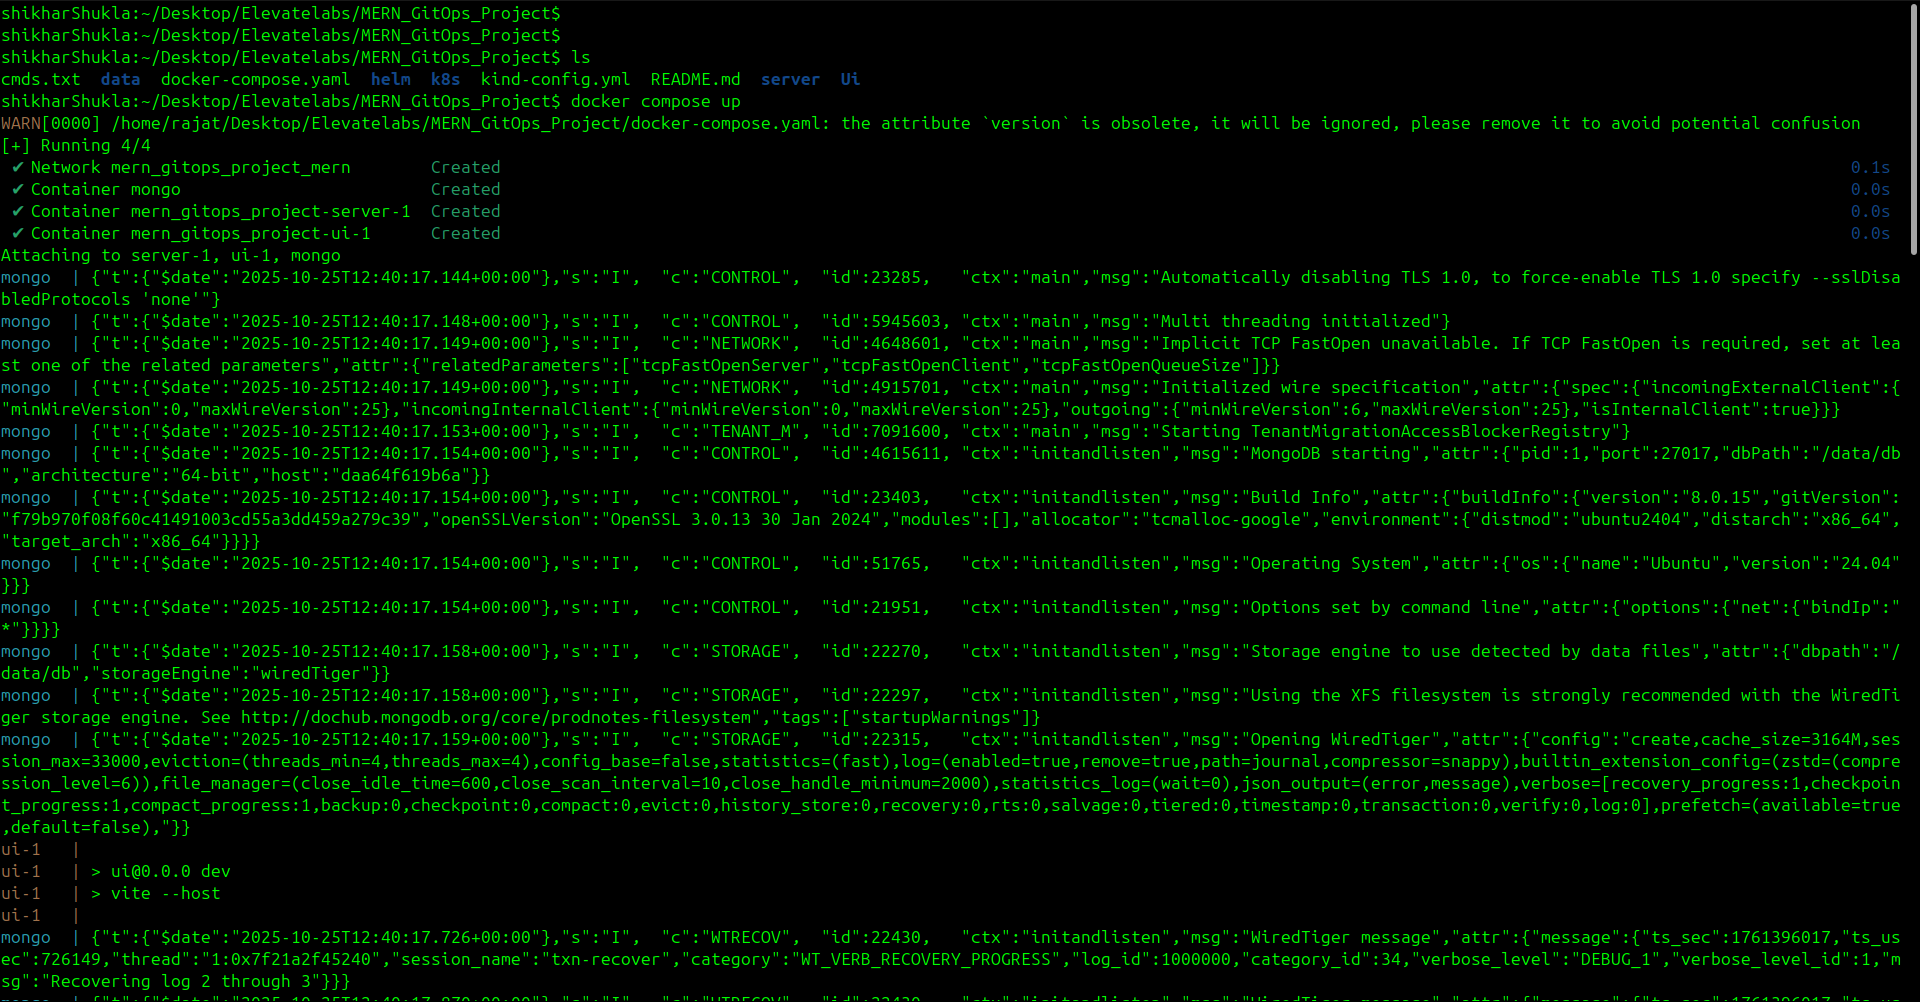 shikharShukla:~/Desktop/Elevatelabs/MERN_GitOps_Project$
shikharShukla:~/Desktop/Elevatelabs/MERN_GitOps_Project$
shikharShukla:~/Desktop/Elevatelabs/MERN_GitOps_Project$ ls
cmds.txt  data  docker-compose.yaml  helm  k8s  kind-config.yml  README.md  server  Ui
shikharShukla:~/Desktop/Elevatelabs/MERN_GitOps_Project$ docker compose up
WARN[0000] /home/rajat/Desktop/Elevatelabs/MERN_GitOps_Project/docker-compose.yaml: the attribute `version` is obsolete, it will be ignored, please remove it to avoid potential confusion
[+] Running 4/4
 ✔ Network mern_gitops_project_mern        Created 0.1s
 ✔ Container mongo                         Created 0.0s
 ✔ Container mern_gitops_project-server-1  Created 0.0s
 ✔ Container mern_gitops_project-ui-1      Created 0.0s
Attaching to server-1, ui-1, mongo
mongo  | {"t":{"$date":"2025-10-25T12:40:17.144+00:00"},"s":"I",  "c":"CONTROL",  "id":23285,   "ctx":"main","msg":"Automatically disabling TLS 1.0, to force-enable TLS 1.0 specify --sslDisa
bledProtocols 'none'"}
mongo  | {"t":{"$date":"2025-10-25T12:40:17.148+00:00"},"s":"I",  "c":"CONTROL",  "id":5945603, "ctx":"main","msg":"Multi threading initialized"}
mongo  | {"t":{"$date":"2025-10-25T12:40:17.149+00:00"},"s":"I",  "c":"NETWORK",  "id":4648601, "ctx":"main","msg":"Implicit TCP FastOpen unavailable. If TCP FastOpen is required, set at lea
st one of the related parameters","attr":{"relatedParameters":["tcpFastOpenServer","tcpFastOpenClient","tcpFastOpenQueueSize"]}}
mongo  | {"t":{"$date":"2025-10-25T12:40:17.149+00:00"},"s":"I",  "c":"NETWORK",  "id":4915701, "ctx":"main","msg":"Initialized wire specification","attr":{"spec":{"incomingExternalClient":{
"minWireVersion":0,"maxWireVersion":25},"incomingInternalClient":{"minWireVersion":0,"maxWireVersion":25},"outgoing":{"minWireVersion":6,"maxWireVersion":25},"isInternalClient":true}}}
mongo  | {"t":{"$date":"2025-10-25T12:40:17.153+00:00"},"s":"I",  "c":"TENANT_M", "id":7091600, "ctx":"main","msg":"Starting TenantMigrationAccessBlockerRegistry"}
mongo  | {"t":{"$date":"2025-10-25T12:40:17.154+00:00"},"s":"I",  "c":"CONTROL",  "id":4615611, "ctx":"initandlisten","msg":"MongoDB starting","attr":{"pid":1,"port":27017,"dbPath":"/data/db
","architecture":"64-bit","host":"daa64f619b6a"}}
mongo  | {"t":{"$date":"2025-10-25T12:40:17.154+00:00"},"s":"I",  "c":"CONTROL",  "id":23403,   "ctx":"initandlisten","msg":"Build Info","attr":{"buildInfo":{"version":"8.0.15","gitVersion":
"f79b970f08f60c41491003cd55a3dd459a279c39","openSSLVersion":"OpenSSL 3.0.13 30 Jan 2024","modules":[],"allocator":"tcmalloc-google","environment":{"distmod":"ubuntu2404","distarch":"x86_64",
"target_arch":"x86_64"}}}}
mongo  | {"t":{"$date":"2025-10-25T12:40:17.154+00:00"},"s":"I",  "c":"CONTROL",  "id":51765,   "ctx":"initandlisten","msg":"Operating System","attr":{"os":{"name":"Ubuntu","version":"24.04"
}}}
mongo  | {"t":{"$date":"2025-10-25T12:40:17.154+00:00"},"s":"I",  "c":"CONTROL",  "id":21951,   "ctx":"initandlisten","msg":"Options set by command line","attr":{"options":{"net":{"bindIp":"
*"}}}}
mongo  | {"t":{"$date":"2025-10-25T12:40:17.158+00:00"},"s":"I",  "c":"STORAGE",  "id":22270,   "ctx":"initandlisten","msg":"Storage engine to use detected by data files","attr":{"dbpath":"/
data/db","storageEngine":"wiredTiger"}}
mongo  | {"t":{"$date":"2025-10-25T12:40:17.158+00:00"},"s":"I",  "c":"STORAGE",  "id":22297,   "ctx":"initandlisten","msg":"Using the XFS filesystem is strongly recommended with the WiredTi
ger storage engine. See http://dochub.mongodb.org/core/prodnotes-filesystem","tags":["startupWarnings"]}
mongo  | {"t":{"$date":"2025-10-25T12:40:17.159+00:00"},"s":"I",  "c":"STORAGE",  "id":22315,   "ctx":"initandlisten","msg":"Opening WiredTiger","attr":{"config":"create,cache_size=3164M,ses
sion_max=33000,eviction=(threads_min=4,threads_max=4),config_base=false,statistics=(fast),log=(enabled=true,remove=true,path=journal,compressor=snappy),builtin_extension_config=(zstd=(compre
ssion_level=6)),file_manager=(close_idle_time=600,close_scan_interval=10,close_handle_minimum=2000),statistics_log=(wait=0),json_output=(error,message),verbose=[recovery_progress:1,checkpoin
t_progress:1,compact_progress:1,backup:0,checkpoint:0,compact:0,evict:0,history_store:0,recovery:0,rts:0,salvage:0,tiered:0,timestamp:0,transaction:0,verify:0,log:0],prefetch=(available=true
,default=false),"}}
ui-1   |
ui-1   | > ui@0.0.0 dev
ui-1   | > vite --host
ui-1   |
mongo  | {"t":{"$date":"2025-10-25T12:40:17.726+00:00"},"s":"I",  "c":"WTRECOV",  "id":22430,   "ctx":"initandlisten","msg":"WiredTiger message","attr":{"message":{"ts_sec":1761396017,"ts_us
ec":726149,"thread":"1:0x7f21a2f45240","session_name":"txn-recover","category":"WT_VERB_RECOVERY_PROGRESS","log_id":1000000,"category_id":34,"verbose_level":"DEBUG_1","verbose_level_id":1,"m
sg":"Recovering log 2 through 3"}}}